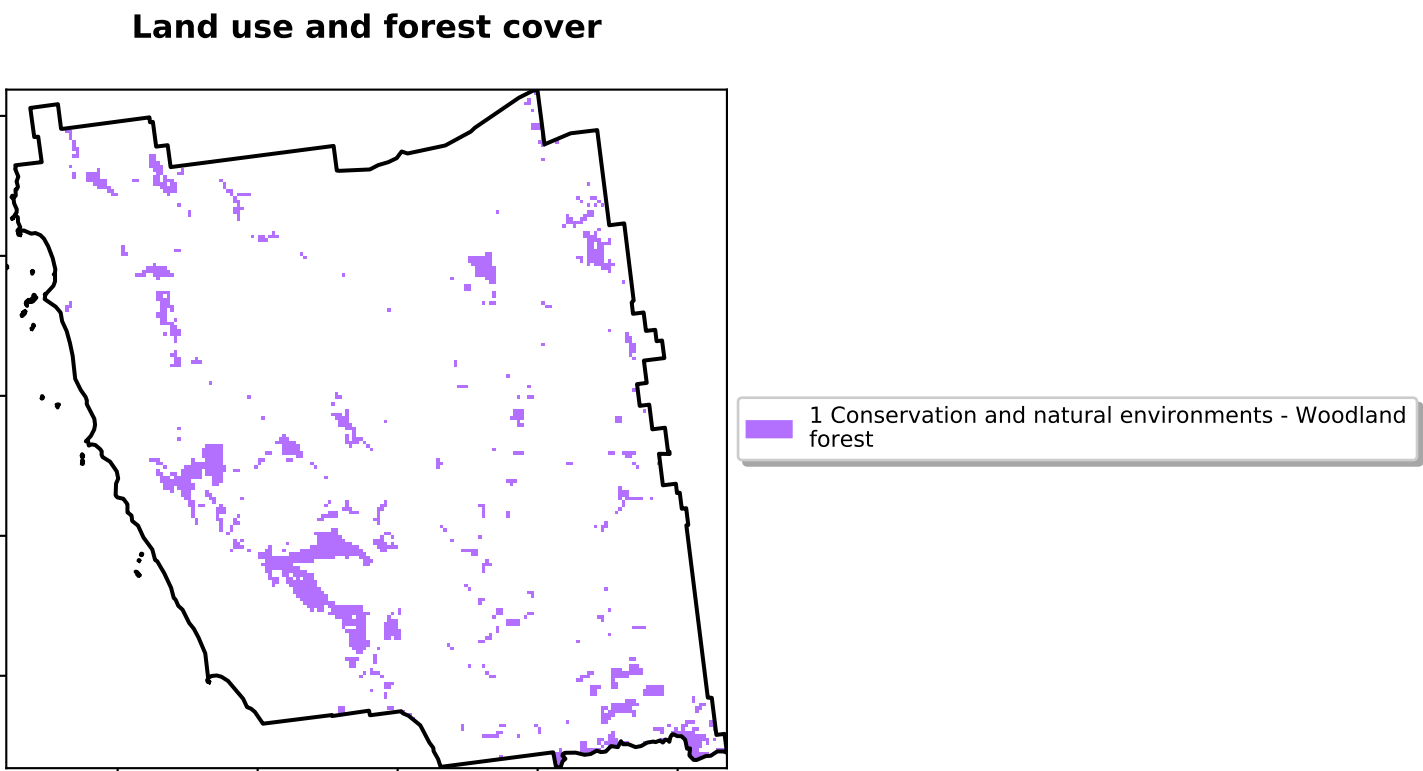 Land use and forest cover
1 Conservation and natural environments - Woodland
forest